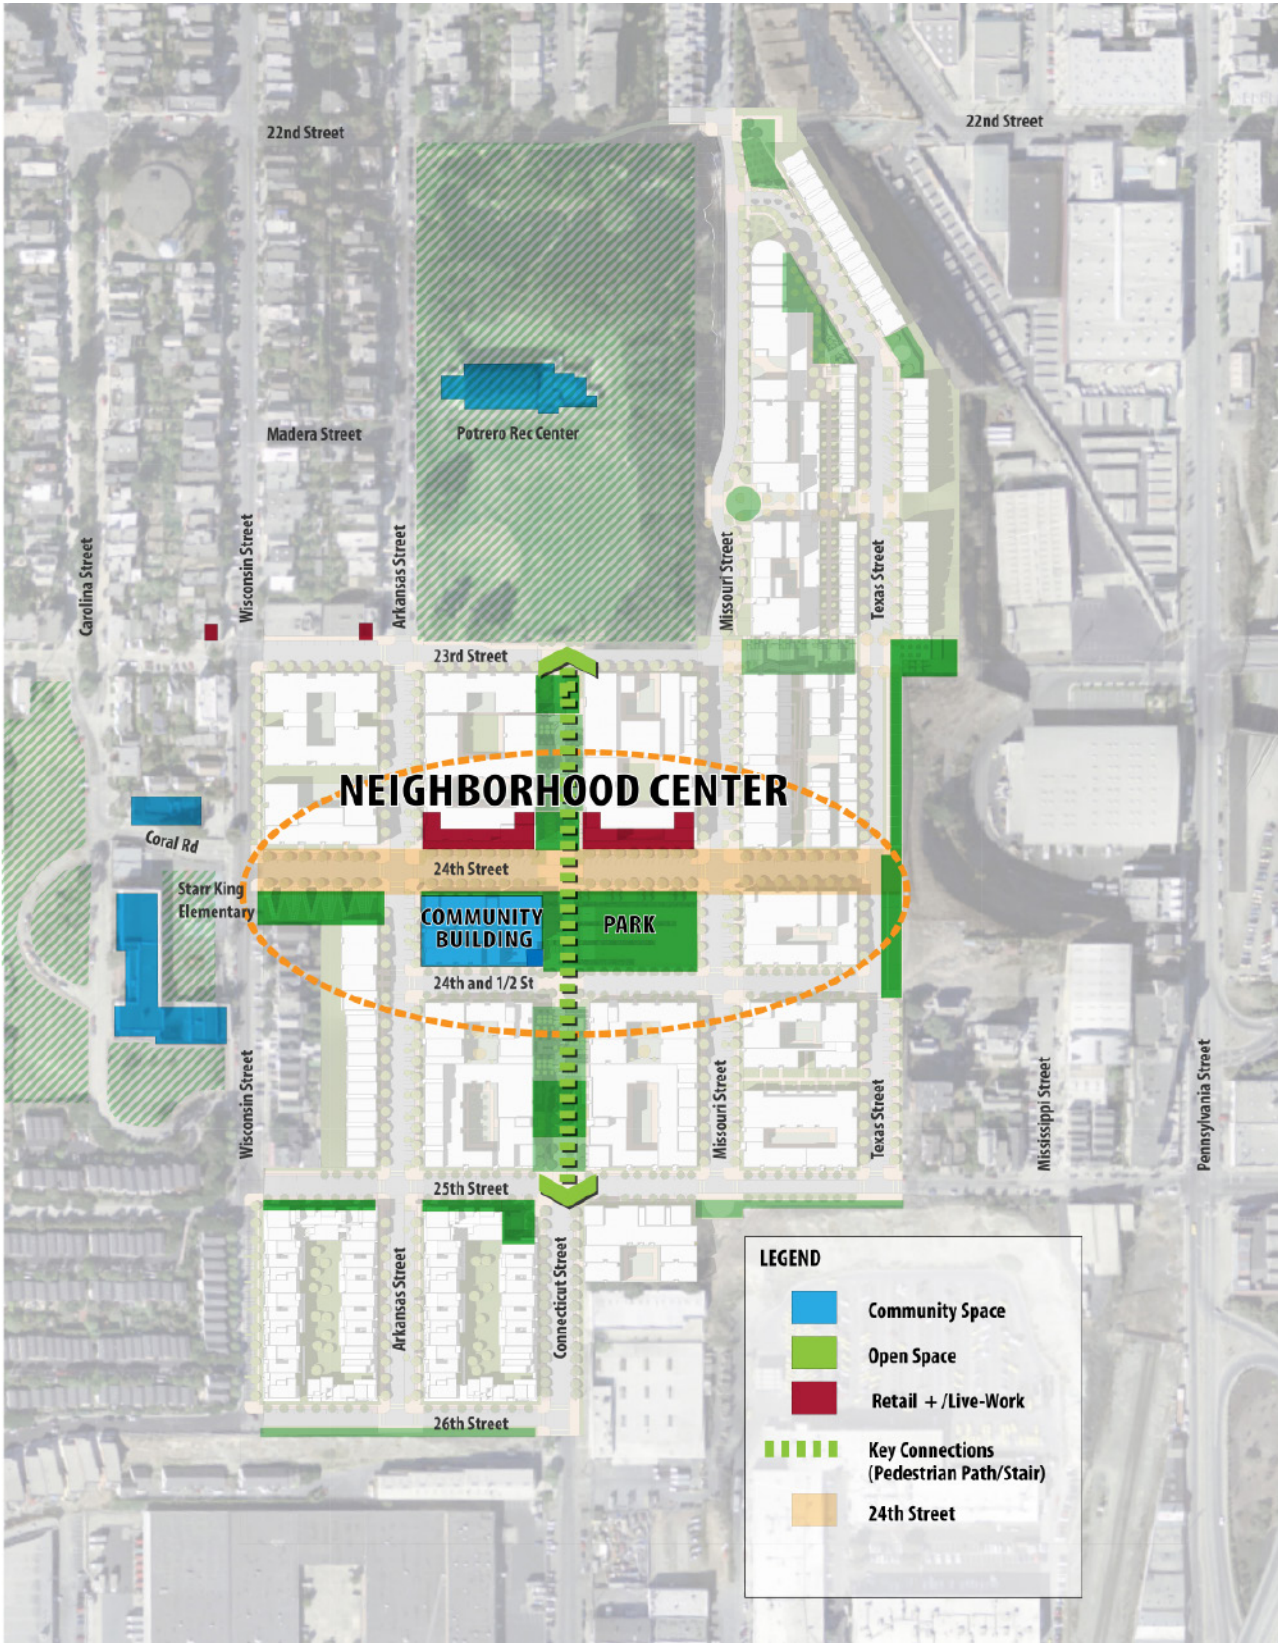 22nd Street
22nd Street
Potrero Rec Center
Madera Street
Carolina Street
Wisconsin Street
Arkansas Street
Missouri Street
Texas Street
23rd Street
NEIGHBORHOOD CENTER
Coral Rd
24th Street
Starr King
Elementary
COMMUNITY
BUILDING
PARK
24th and 1/2 St
Wisconsin Street
Missouri Street
Texas Street
Mississippi Street
Pennsylvania Street
25th Street
Arkansas Street
Connecticut Street
26th Street
LEGEND
Community Space
Open Space
Retail + /Live-Work
Key Connections
(Pedestrian Path/Stair)
24th Street